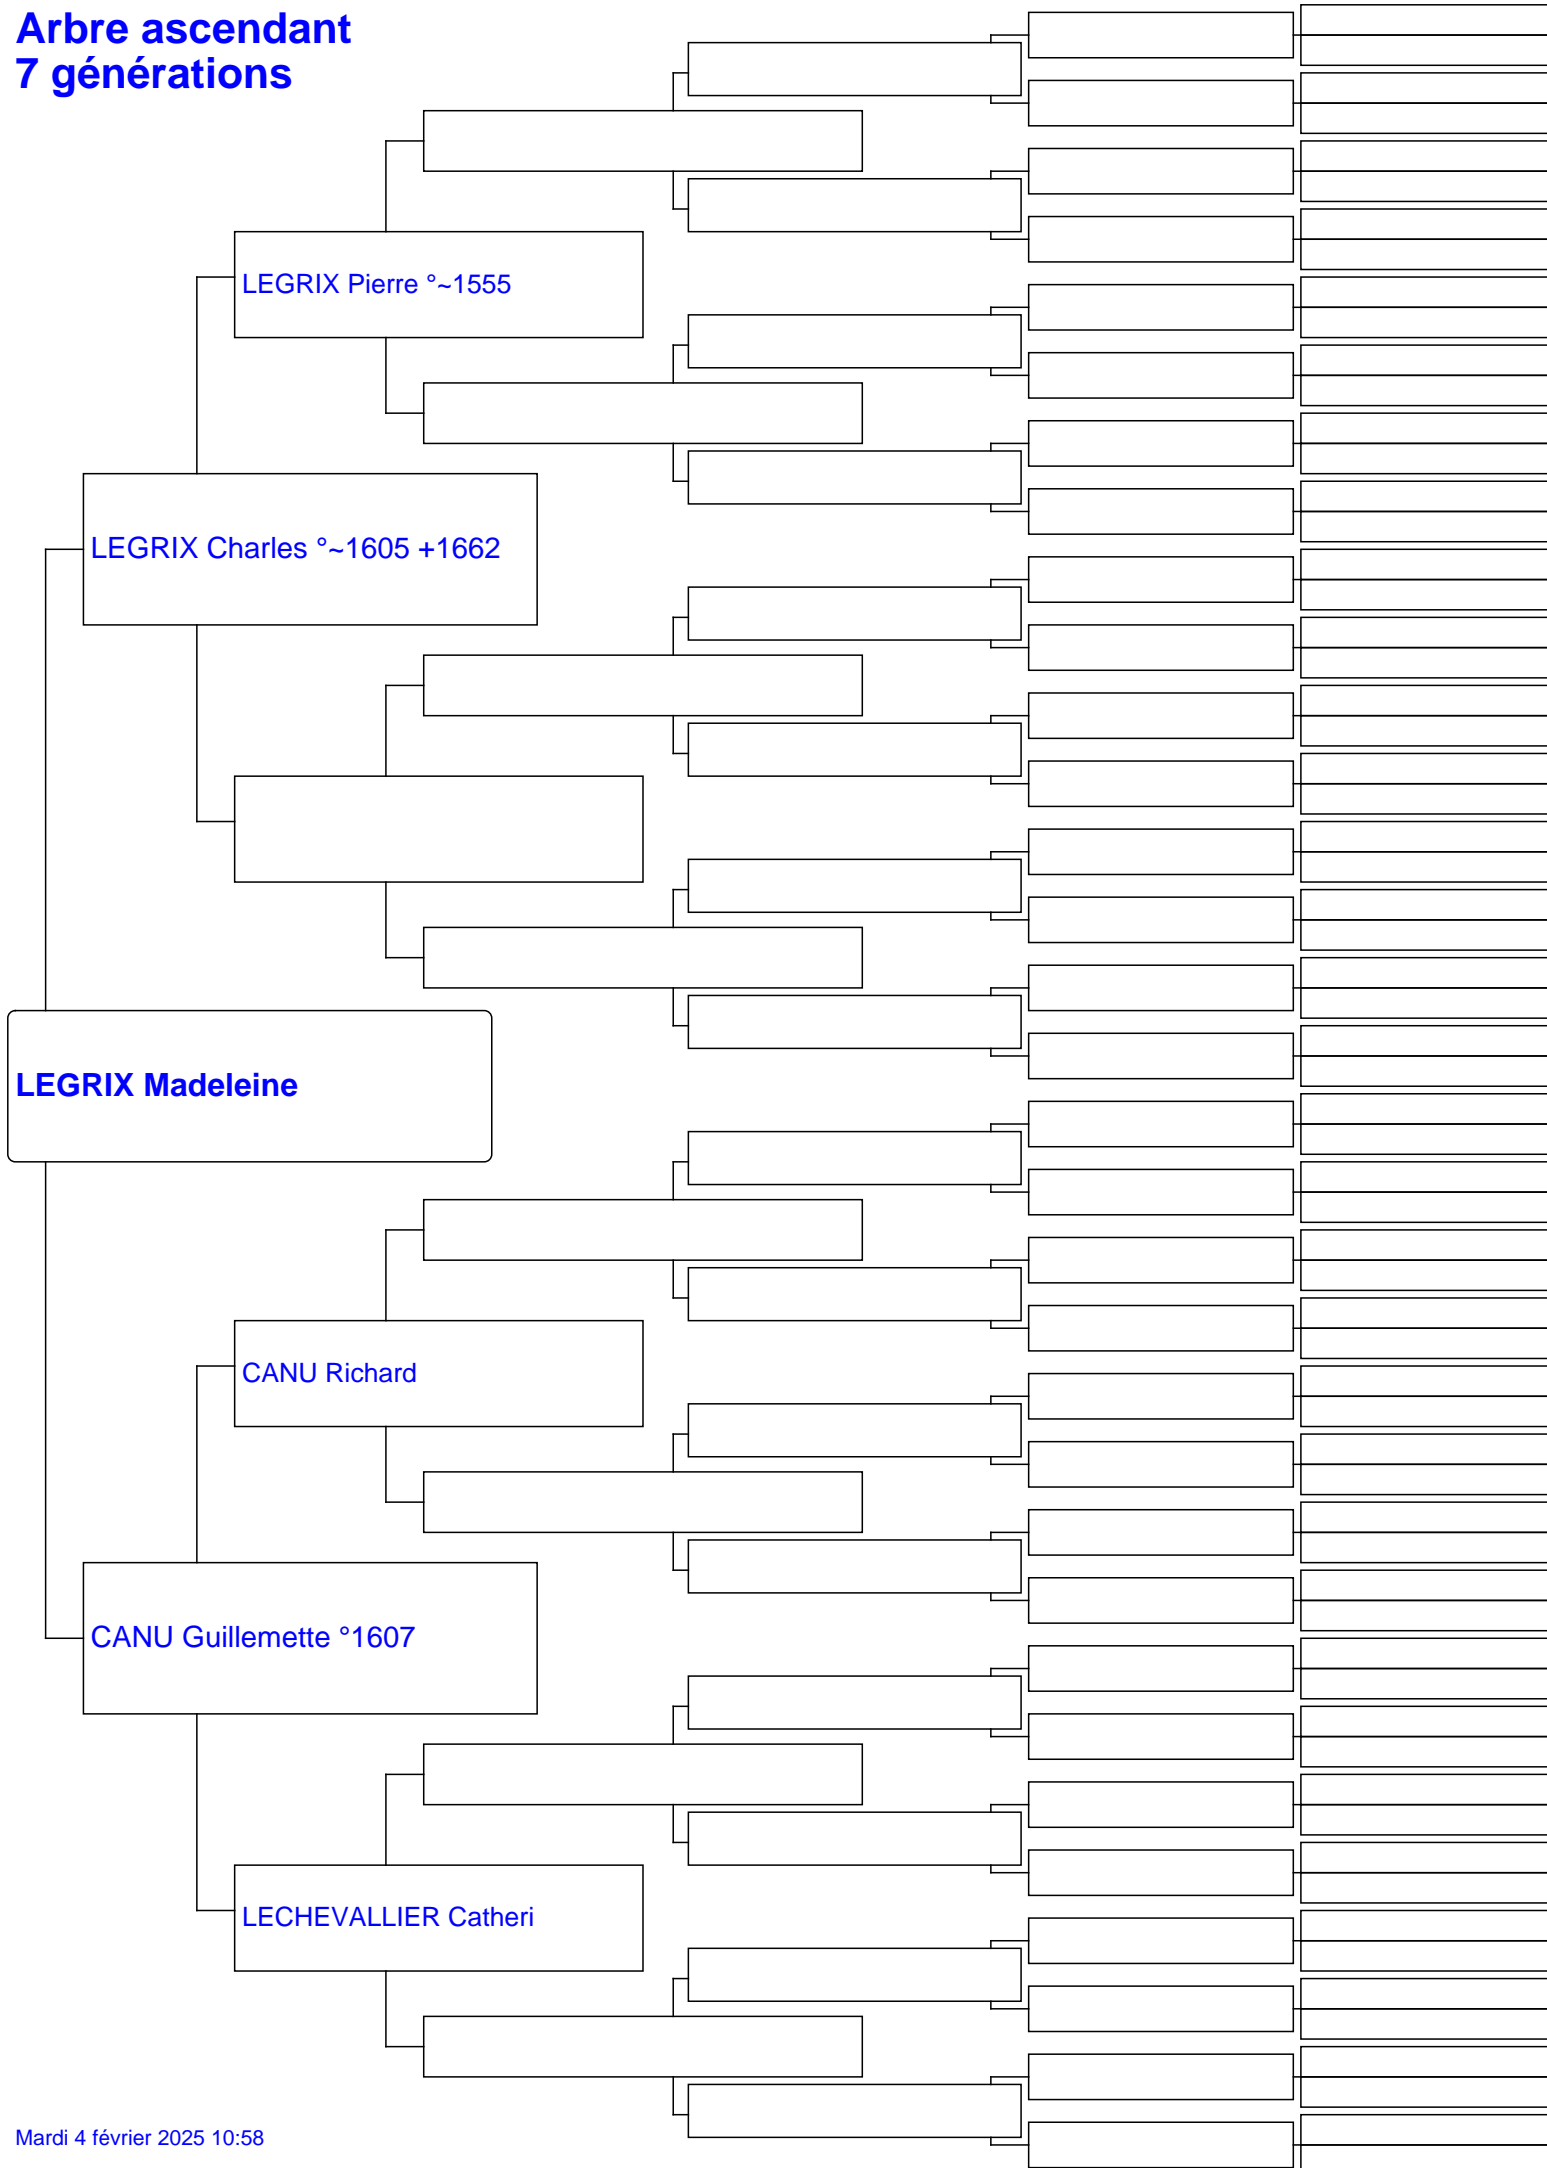 Arbre ascendant
7 générations
LEGRIX Pierre °~1555
LEGRIX Charles °~1605 +1662
LEGRIX Madeleine
CANU Richard
CANU Guillemette °1607
LECHEVALLIER Catheri
Mardi 4 février 2025 10:58